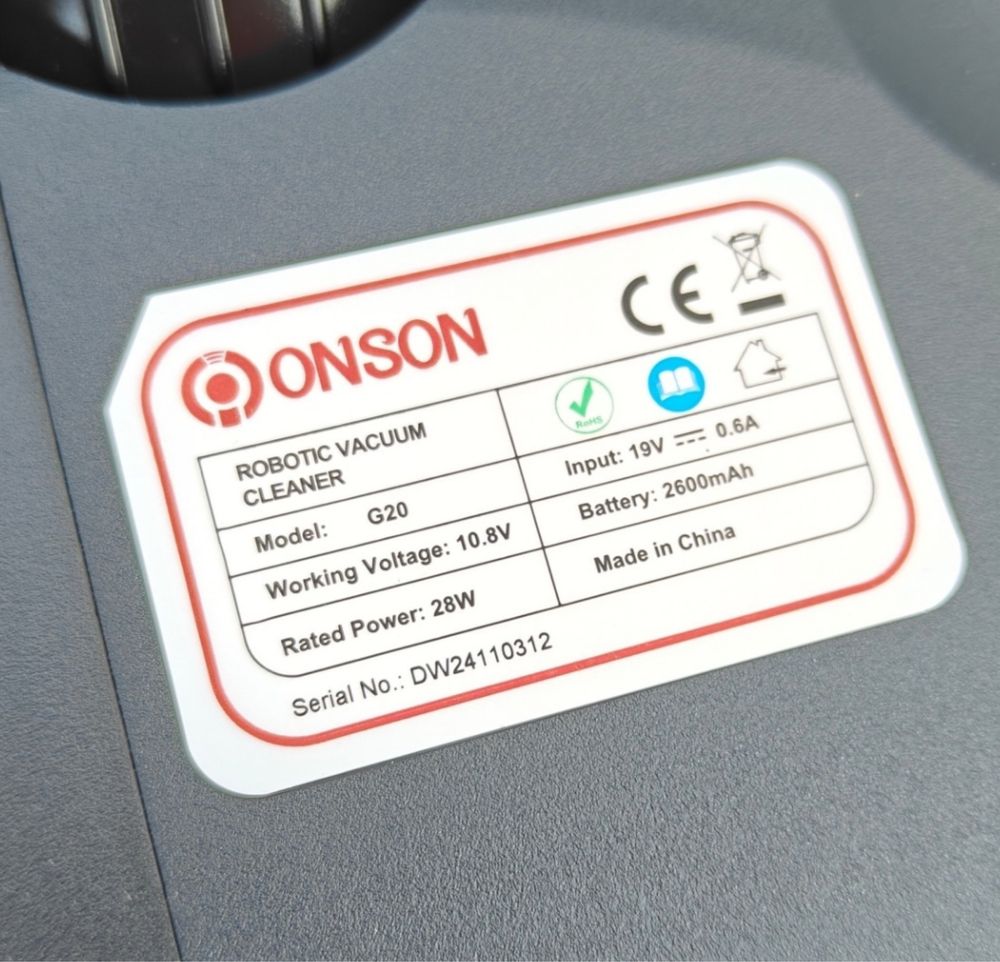 ONSON
CE
ROBOTIC VACUUM
CLEANER
RoHS
Model: G20
Input: 19V ⎓ 0.6A
Working Voltage: 10.8V
Battery: 2600mAh
Rated Power: 28W
Made in China
Serial No.: DW24110312